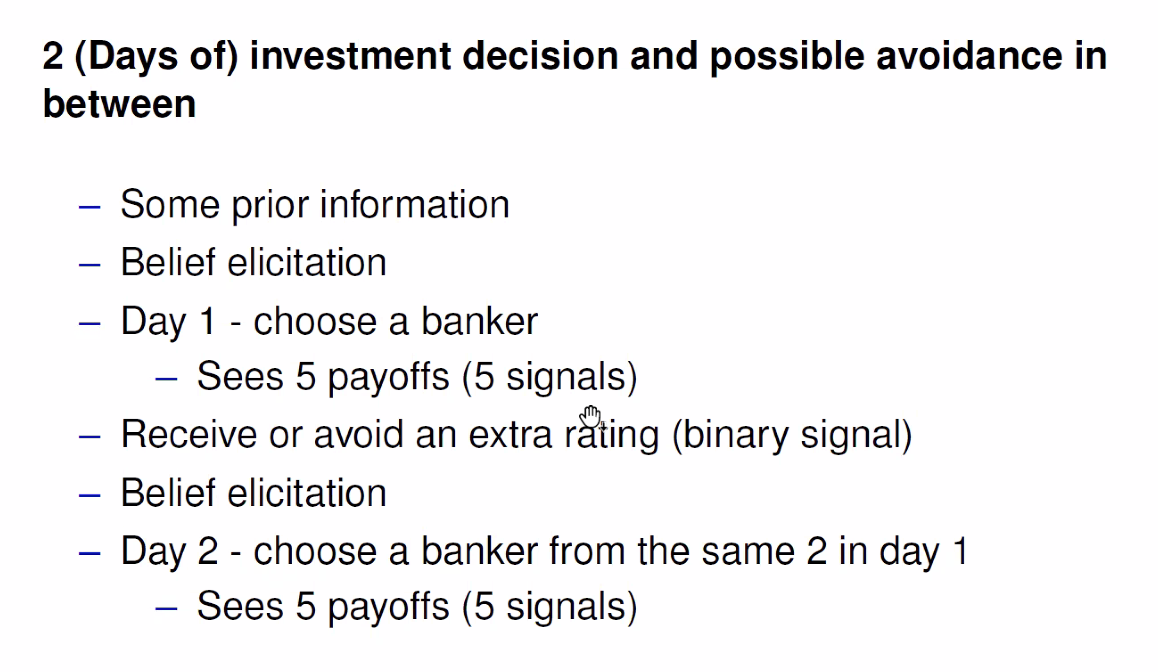 2 (Days of) investment decision and possible avoidance in
between
– Some prior information
– Belief elicitation
– Day 1 - choose a banker
– Sees 5 payoffs (5 signals)
– Receive or avoid an extra rating (binary signal)
– Belief elicitation
– Day 2 - choose a banker from the same 2 in day 1
– Sees 5 payoffs (5 signals)